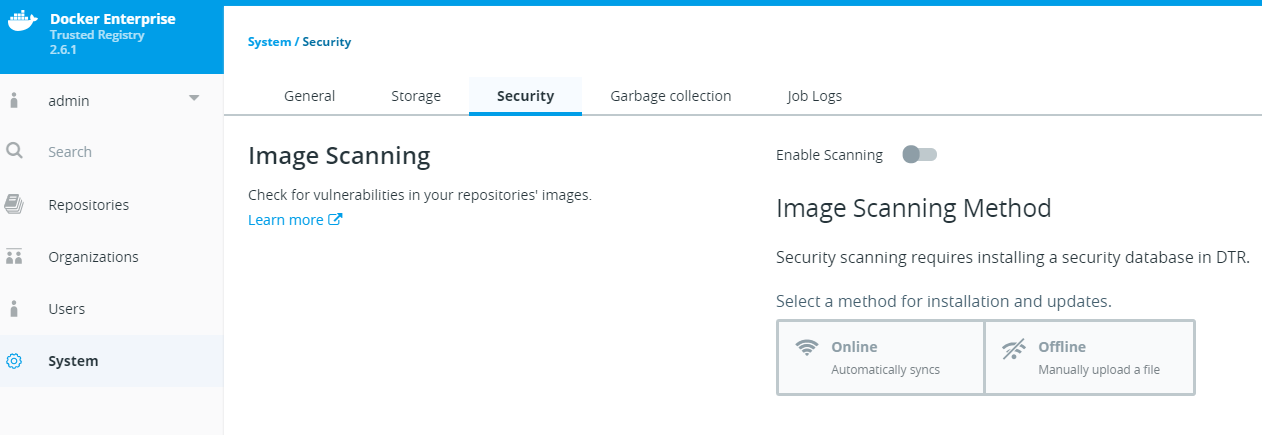 Docker Enterprise
Trusted Registry
2.6.1
admin
Search
Repositories
Organizations
Users
System
System / Security
General
Storage
Security
Garbage collection
Job Logs
Image Scanning
Check for vulnerabilities in your repositories' images.
Learn more
Enable Scanning
Image Scanning Method
Security scanning requires installing a security database in DTR.
Select a method for installation and updates.
Online
Automatically syncs
Offline
Manually upload a file